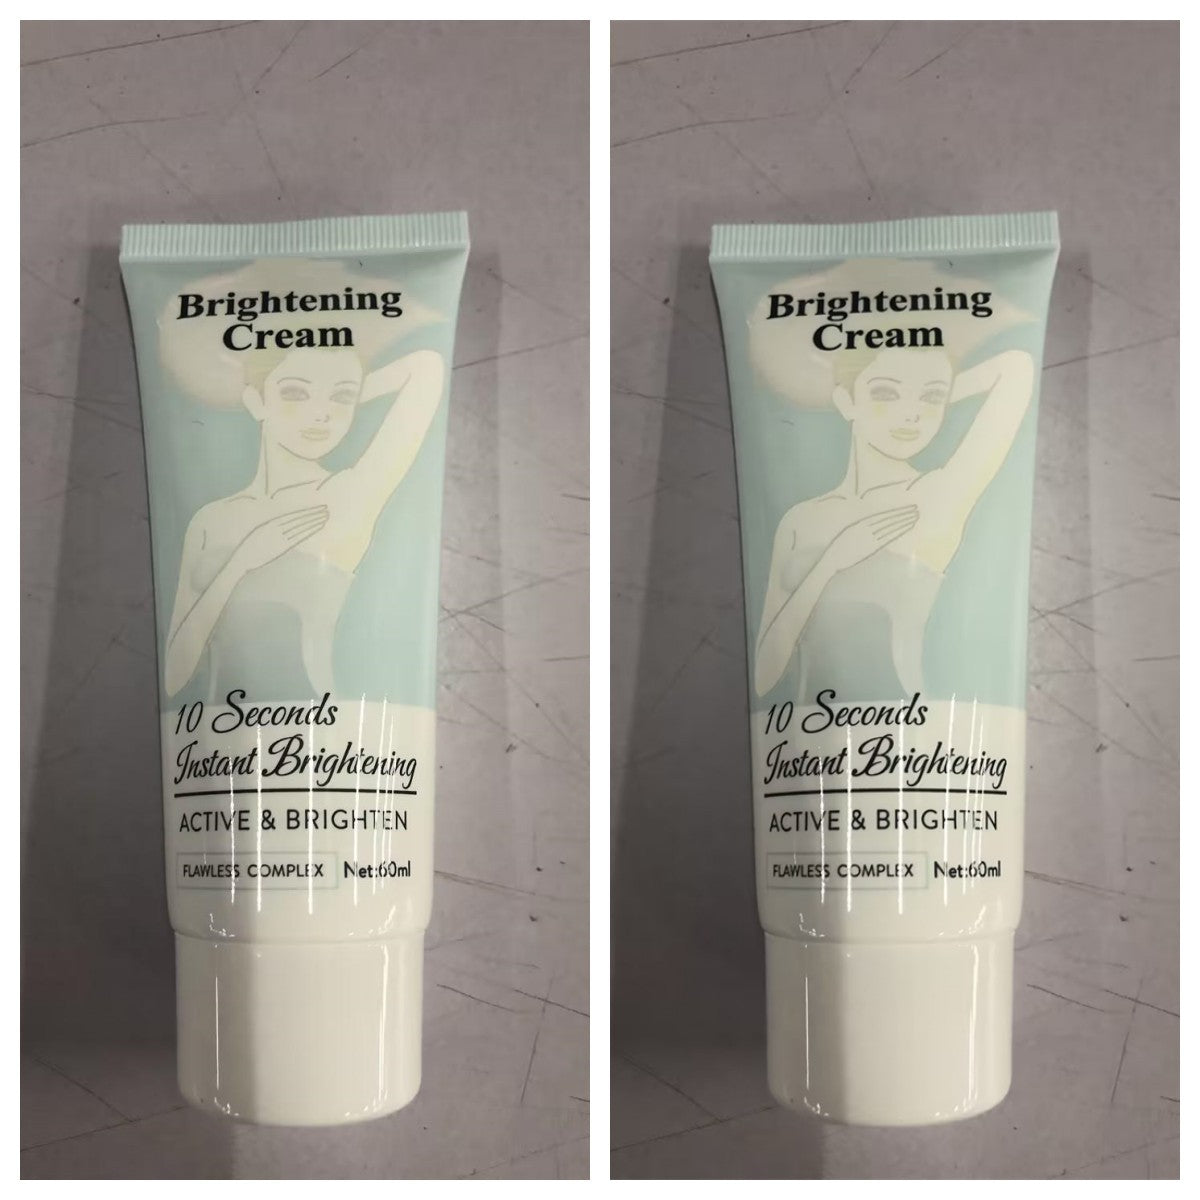 Brightening
Cream
10 Seconds
Instant Brightening
ACTIVE & BRIGHTEN
FLAWLESS COMPLEX Net:60ml
Brightening
Cream
10 Seconds
Instant Brightening
ACTIVE & BRIGHTEN
FLAWLESS COMPLEX Net:60ml